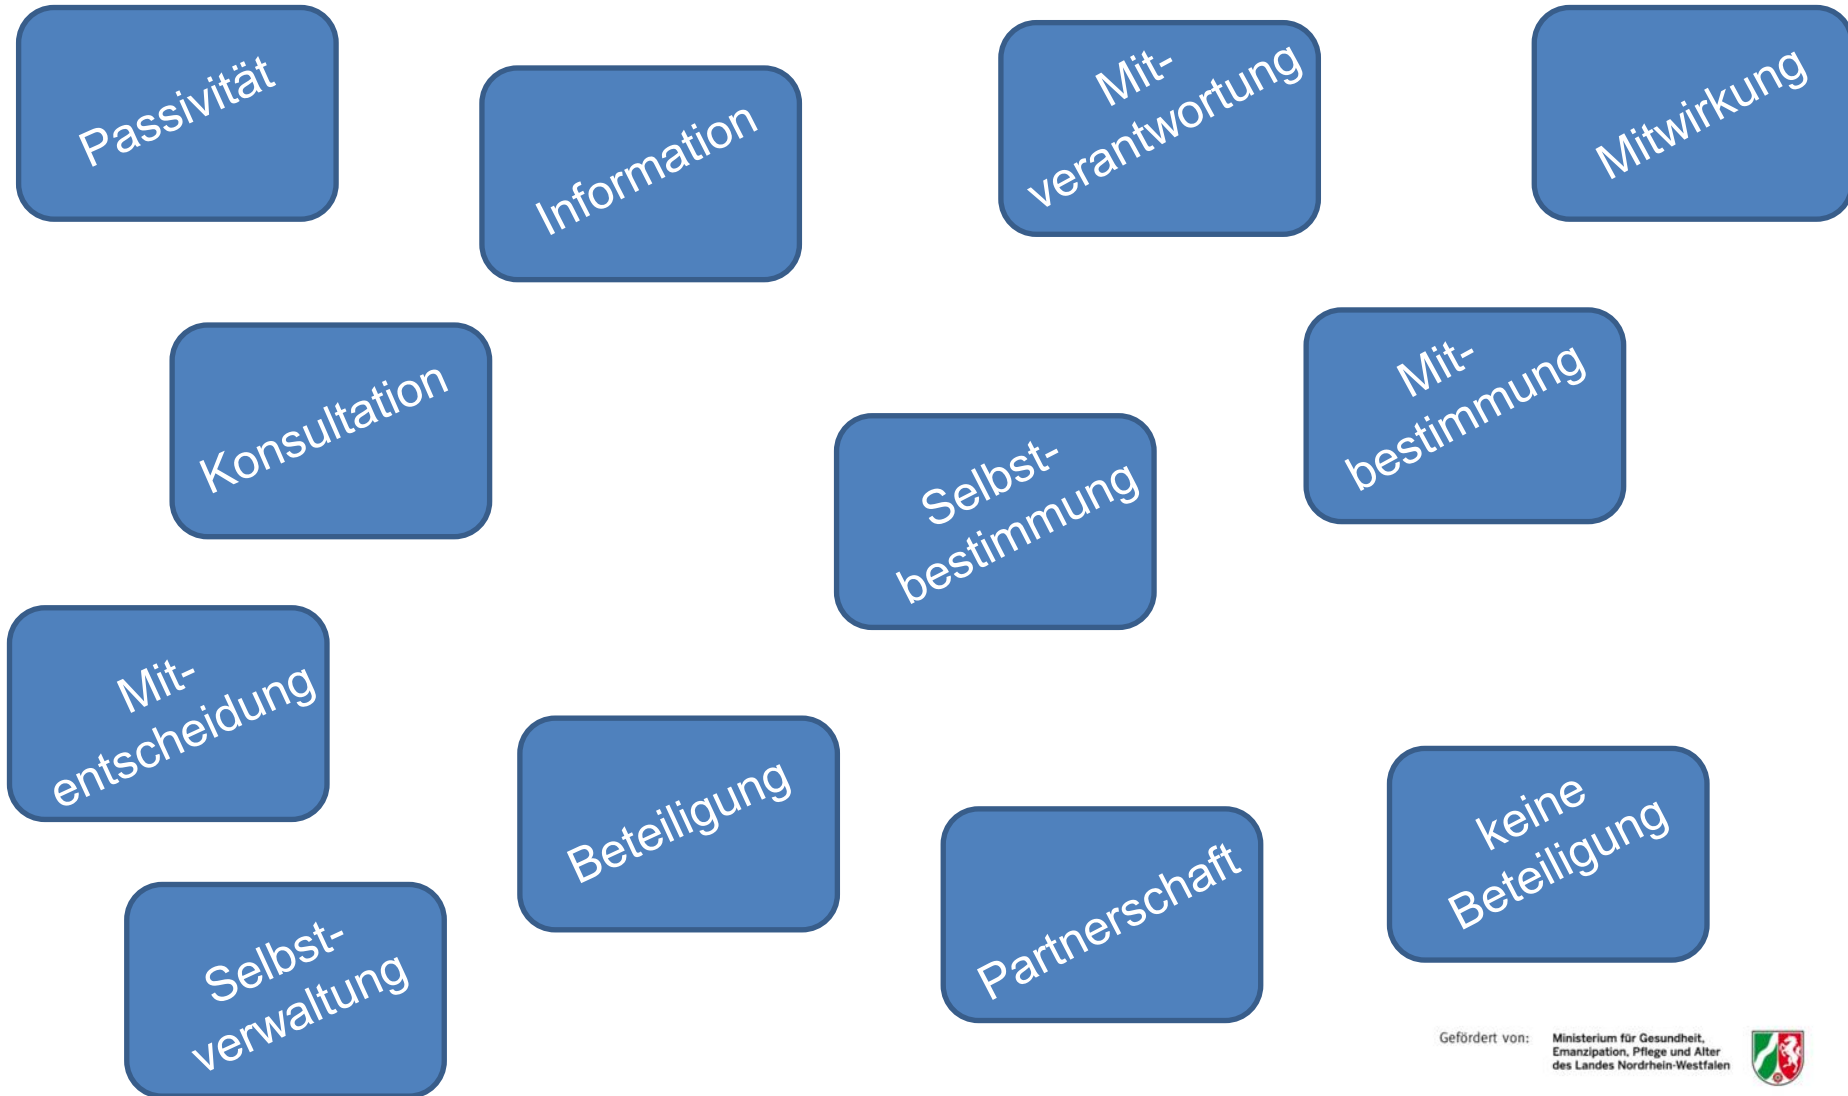 Passivität
Information
Mit-
verantwortung
Mitwirkung
Konsultation
Selbst-
bestimmung
Mit-
bestimmung
Mit-
entscheidung
Beteiligung
Partnerschaft
keine
Beteiligung
Selbst-
verwaltung
Gefördert von:
Ministerium für Gesundheit,
Emanzipation, Pflege und Alter
des Landes Nordrhein-Westfalen